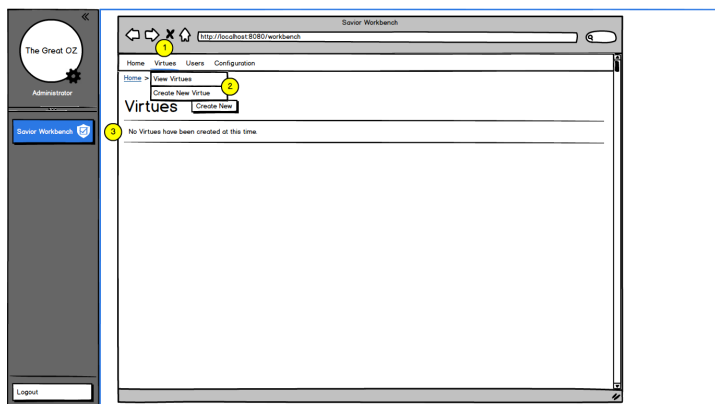 Savior Workbench
http://localhost:8080/workbench
1
The Great OZ
Administrator
Home Virtues Users Configuration
Home > View Virtues
2
Create New Virtue
Virtues Create New
Savior Workbench
3 No Virtues have been created at this time.
Logout